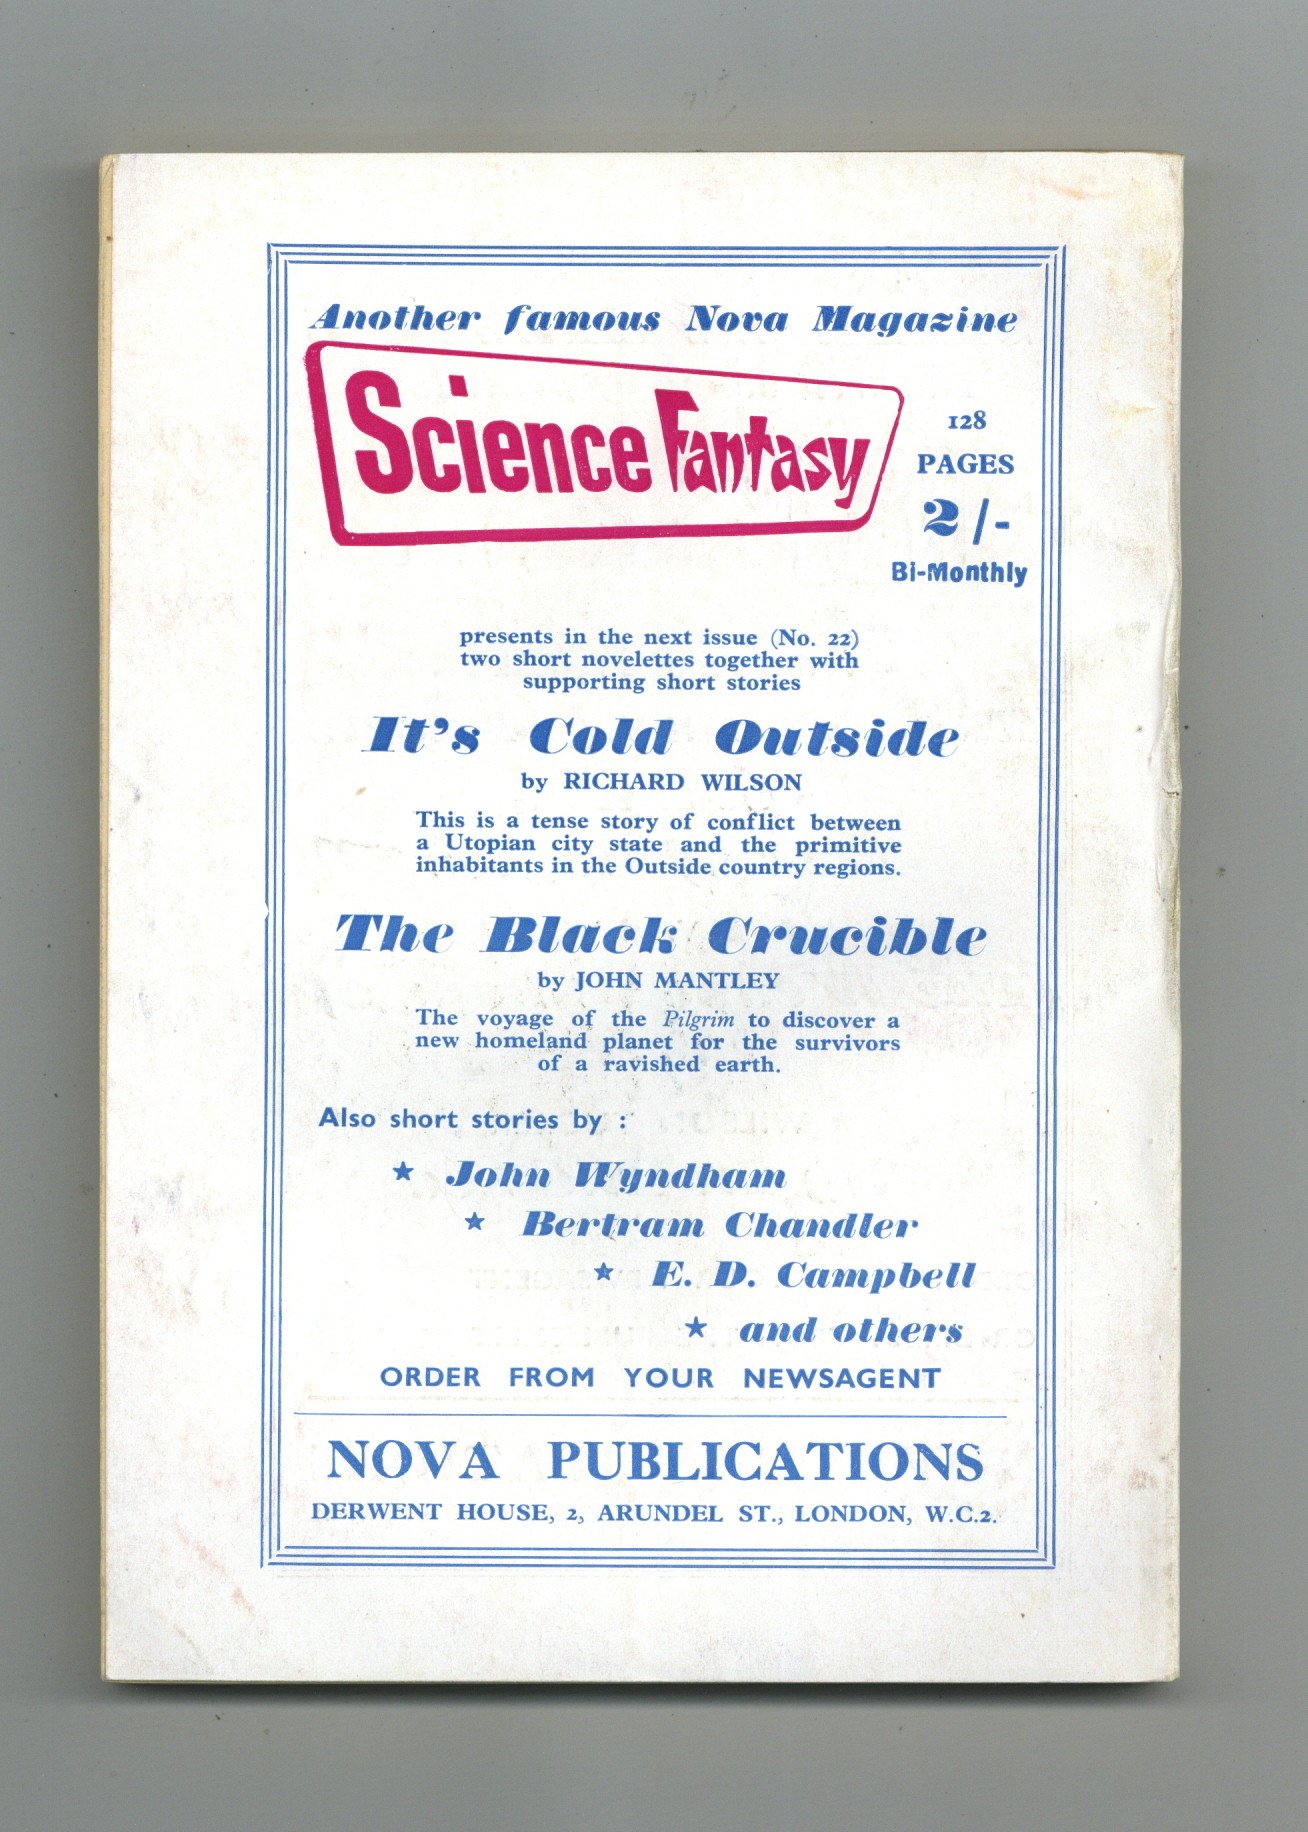 Another famous Nova Magazine
Science Fantasy
128
PAGES
2/-
Bi-Monthly
presents in the next issue (No. 22)
two short novelettes together with
supporting short stories
It's Cold Outside
by RICHARD WILSON
This is a tense story of conflict between
a Utopian city state and the primitive
inhabitants in the Outside country regions.
The Black Crucible
by JOHN MANTLEY
The voyage of the Pilgrim to discover a
new homeland planet for the survivors
of a ravished earth.
Also short stories by :
★ John Wyndham
★ Bertram Chandler
★ E. D. Campbell
★ and others
ORDER FROM YOUR NEWSAGENT
NOVA PUBLICATIONS
DERWENT HOUSE, 2, ARUNDEL ST., LONDON, W.C.2.